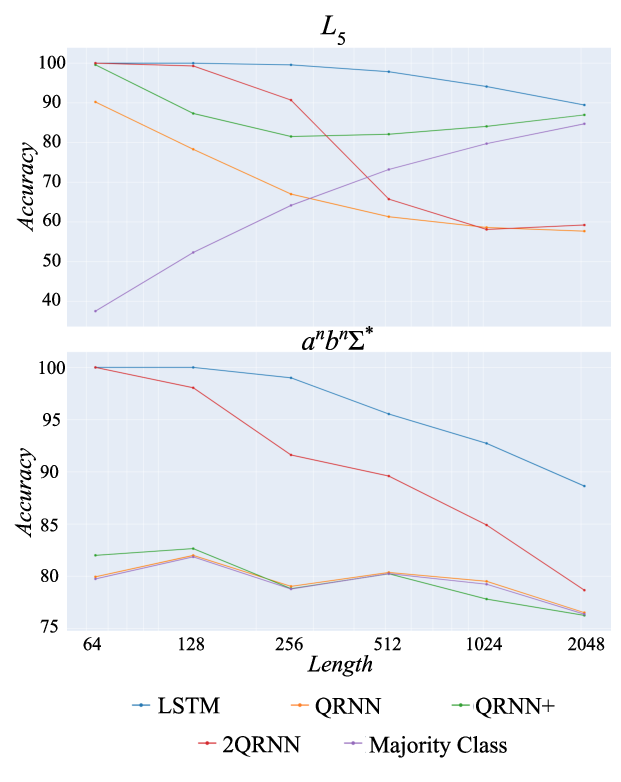 L₅
100
90
80
70
60
50
40
Accuracy
aⁿbⁿΣ*
100
95
90
85
80
75
Accuracy
64 128 256 512 1024 2048
Length
LSTM QRNN QRNN+
2QRNN Majority Class